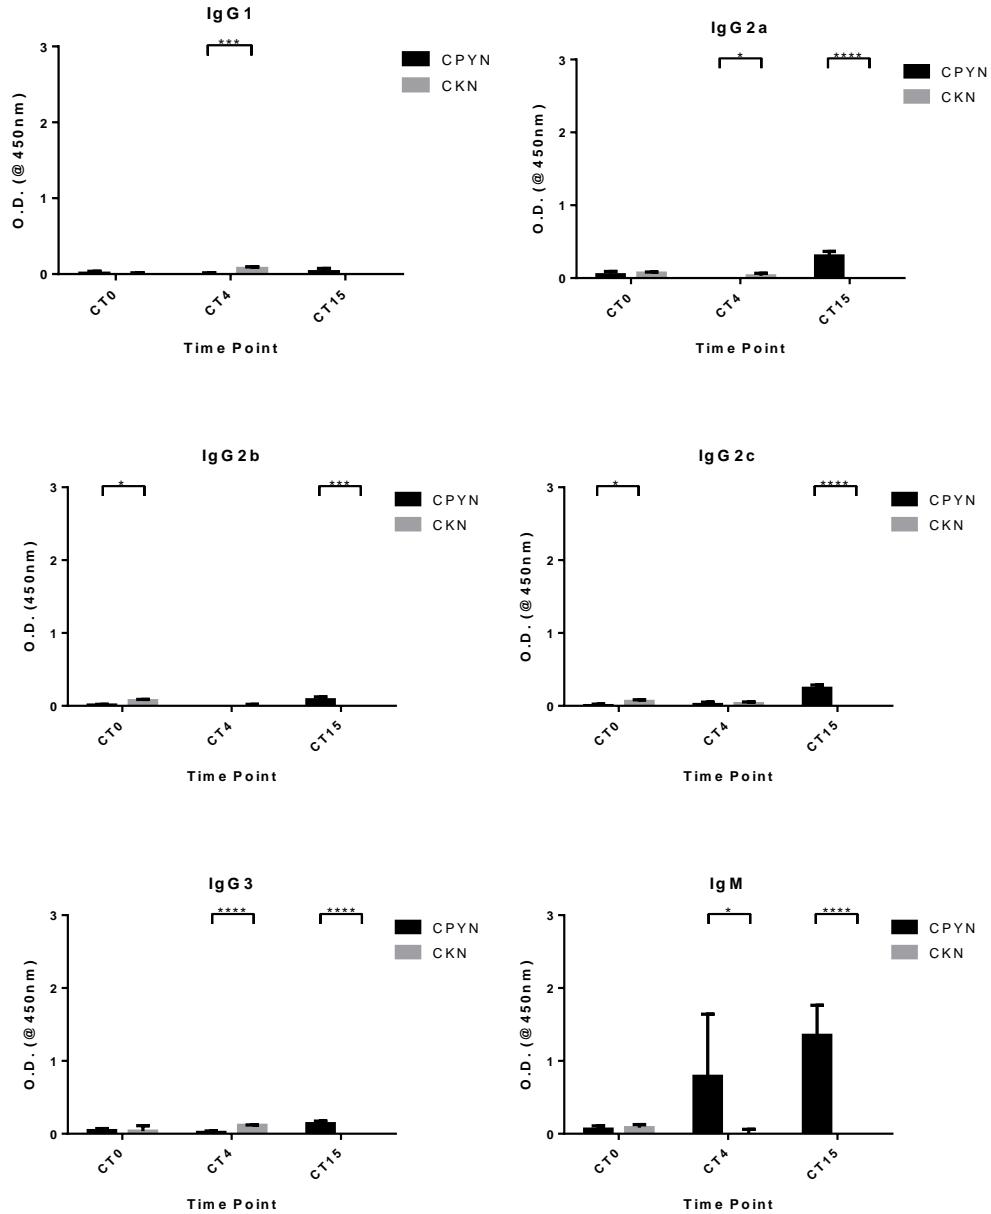 IgG1
***
3
2
1
0
O.D. (@450nm)
CPYN
CKN
CT0
CT4
CT15
Time Point
IgG2a
*
****
3
2
1
0
O.D. (@450nm)
CPYN
CKN
CT0
CT4
CT15
Time Point
IgG2b
*
***
3
2
1
0
O.D. (450nm)
CPYN
CKN
CT0
CT4
CT15
Time Point
IgG2c
*
****
3
2
1
0
O.D. (@450nm)
CPYN
CKN
CT0
CT4
CT15
Time Point
IgG3
****
****
3
2
1
0
O.D. (@450nm)
CPYN
CKN
CT0
CT4
CT15
Time Point
IgM
*
****
3
2
1
0
O.D. (@450nm)
CPYN
CKN
CT0
CT4
CT15
Time Point